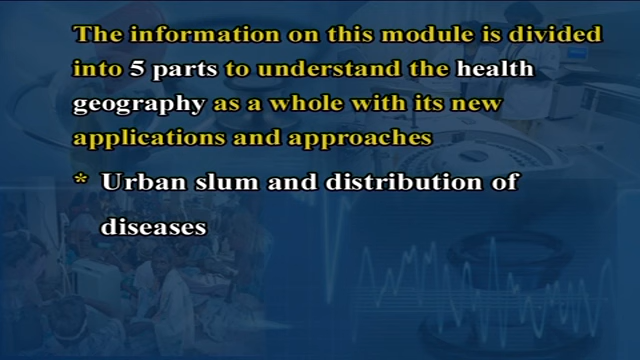 The information on this module is divided
into 5 parts to understand the health
geography as a whole with its new
applications and approaches
* Urban slum and distribution of
diseases